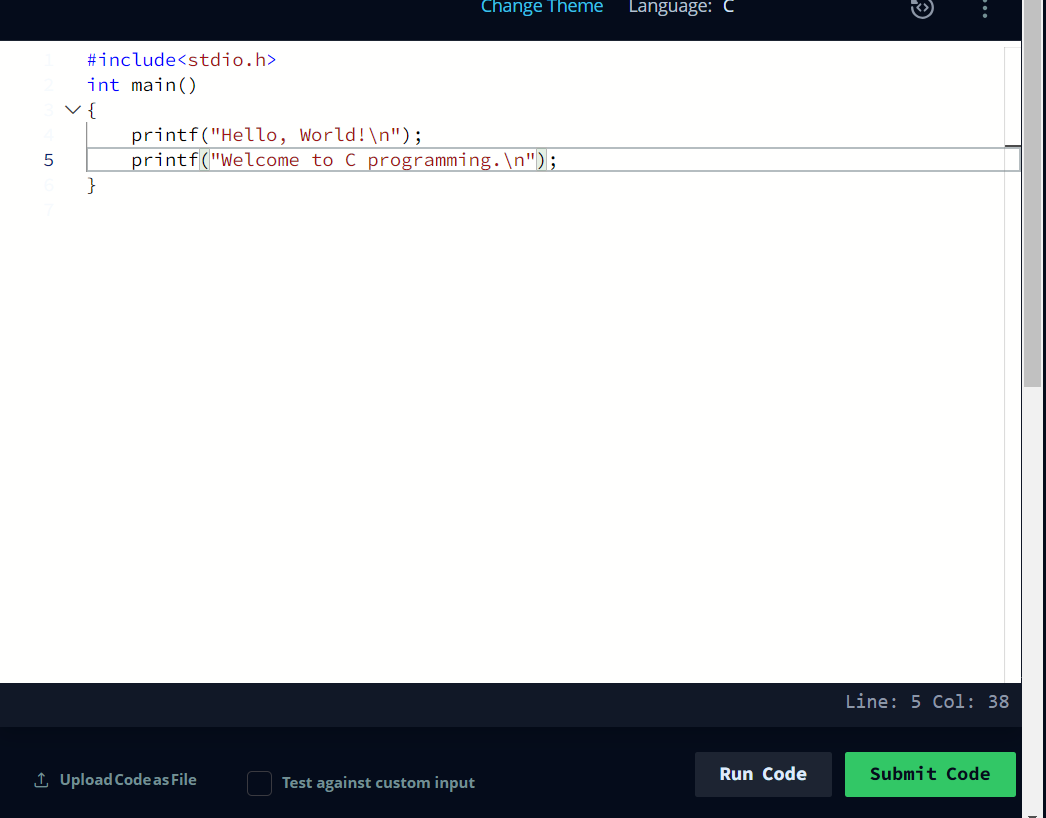 Change Theme Language: C
1 #include<stdio.h>
2 int main()
3 {
4 printf("Hello, World!\n");
5 printf("Welcome to C programming.\n");
6 }
7
Line: 5 Col: 38
Upload Code as File Test against custom input Run Code Submit Code